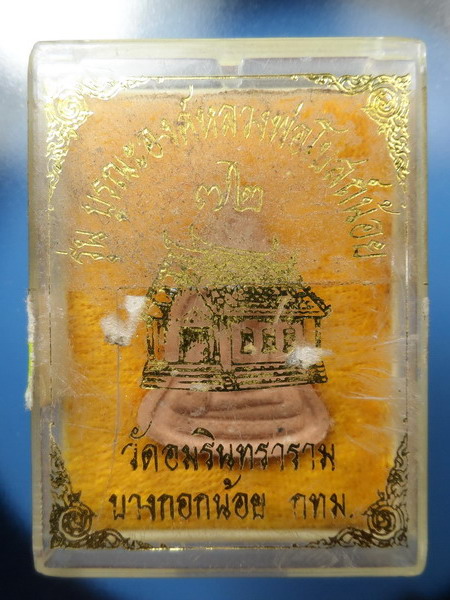 รุ่น บูรณะองค์หลวงพ่อโบสถ์น้อย
๓/๒
วัดอมรินทราราม
บางกอกน้อย กทม.